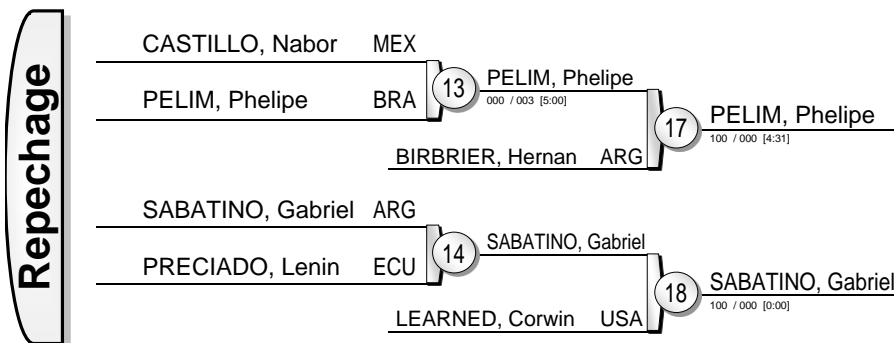 Repechage
CASTILLO, Nabor MEX
PELIM, Phelipe BRA
13
PELIM, Phelipe
000 / 003 [5:00]
BIRBRIER, Hernan ARG
17
PELIM, Phelipe
100 / 000 [4:31]
SABATINO, Gabriel ARG
PRECIADO, Lenin ECU
14
SABATINO, Gabriel
LEARNED, Corwin USA
18
SABATINO, Gabriel
100 / 000 [0:00]